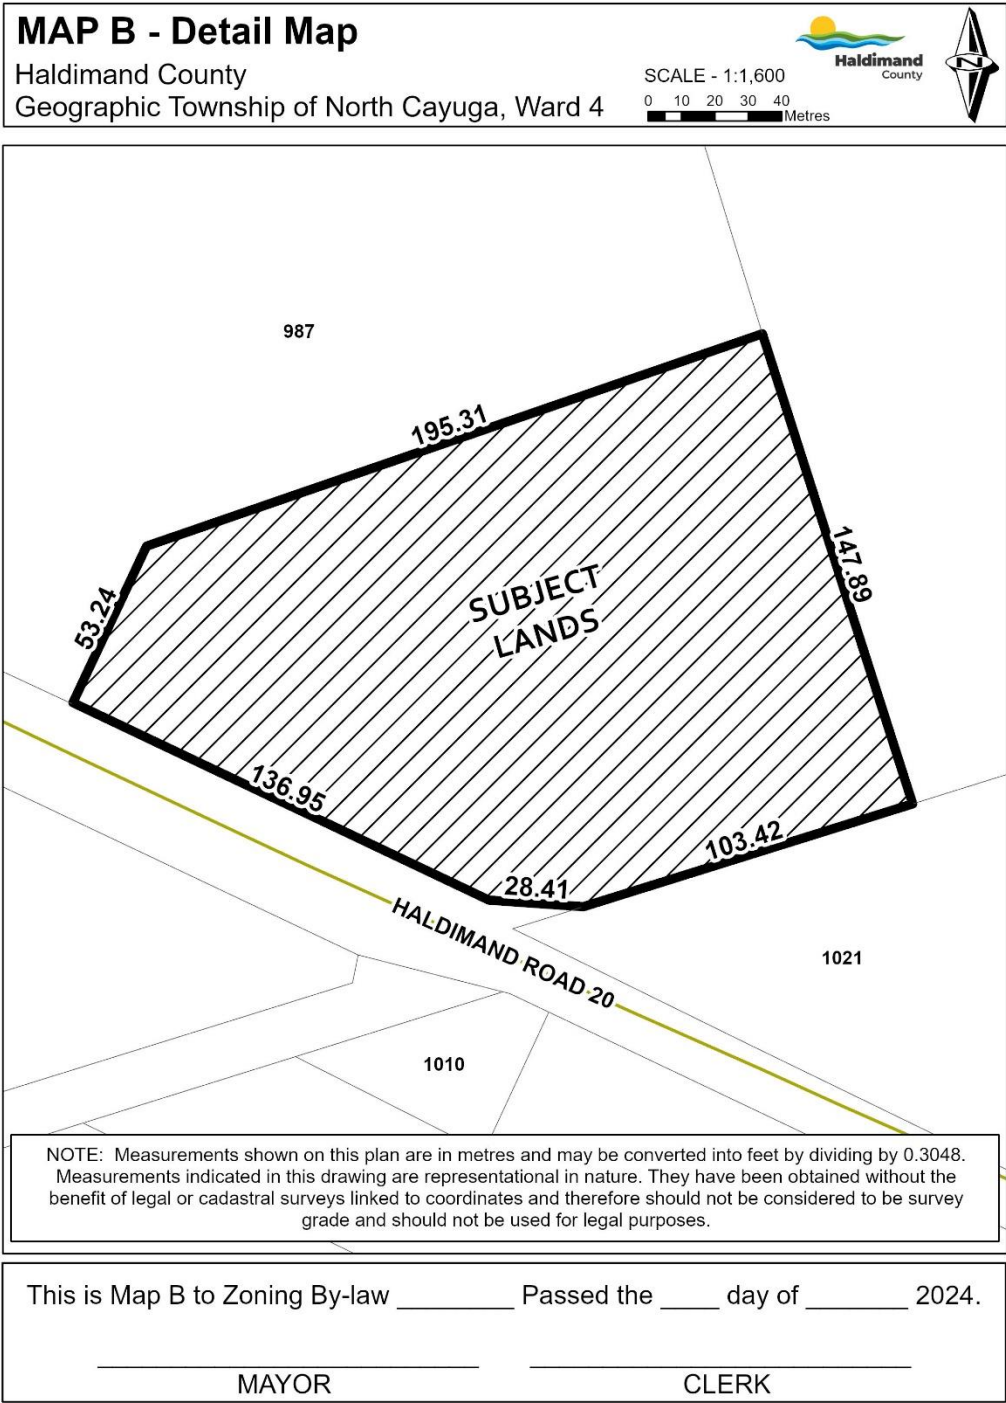 MAP B - Detail Map
Haldimand County
Geographic Township of North Cayuga, Ward 4
SCALE - 1:1,600
0 10 20 30 40
Metres
Haldimand
County
N
987
195.31
147.89
53.24
SUBJECT
LANDS
136.95
103.42
28.41
HALDIMAND ROAD 20
1021
1010
NOTE: Measurements shown on this plan are in metres and may be converted into feet by dividing by 0.3048.
Measurements indicated in this drawing are representational in nature. They have been obtained without the
benefit of legal or cadastral surveys linked to coordinates and therefore should not be considered to be survey
grade and should not be used for legal purposes.
This is Map B to Zoning By-law ________ Passed the ____ day of _______ 2024.
MAYOR
CLERK